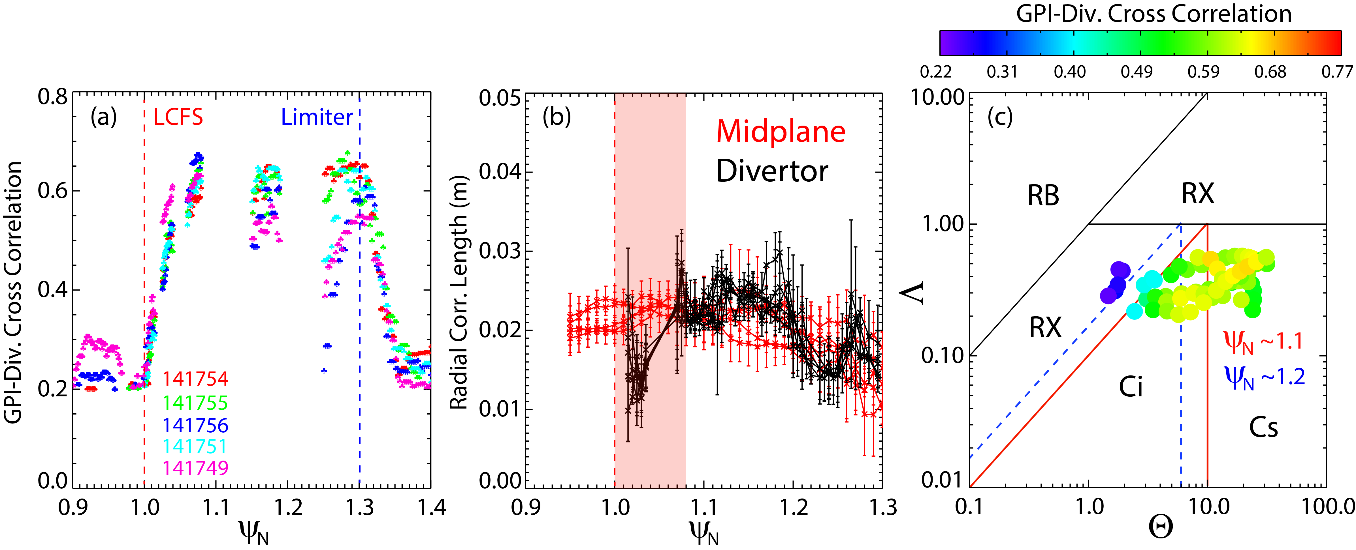 GPI-Div. Cross Correlation
0.22 0.31 0.40 0.49 0.59 0.68 0.77
(a)
LCFS
Limiter
141754
141755
141756
141751
141749
GPI-Div. Cross Correlation
0.8
0.6
0.4
0.2
0.0
0.9 1.0 1.1 1.2 1.3 1.4
ΨN
(b)
Midplane
Divertor
Radial Corr. Length (m)
0.05
0.04
0.03
0.02
0.01
0.00
0.9 1.0 1.1 1.2 1.3
ΨN
(c)
RB
RX
RX
Ci
Cs
ΨN ~1.1
ΨN ~1.2
Λ
10.00
1.00
0.10
0.01
0.1 1.0 10.0 100.0
Θ